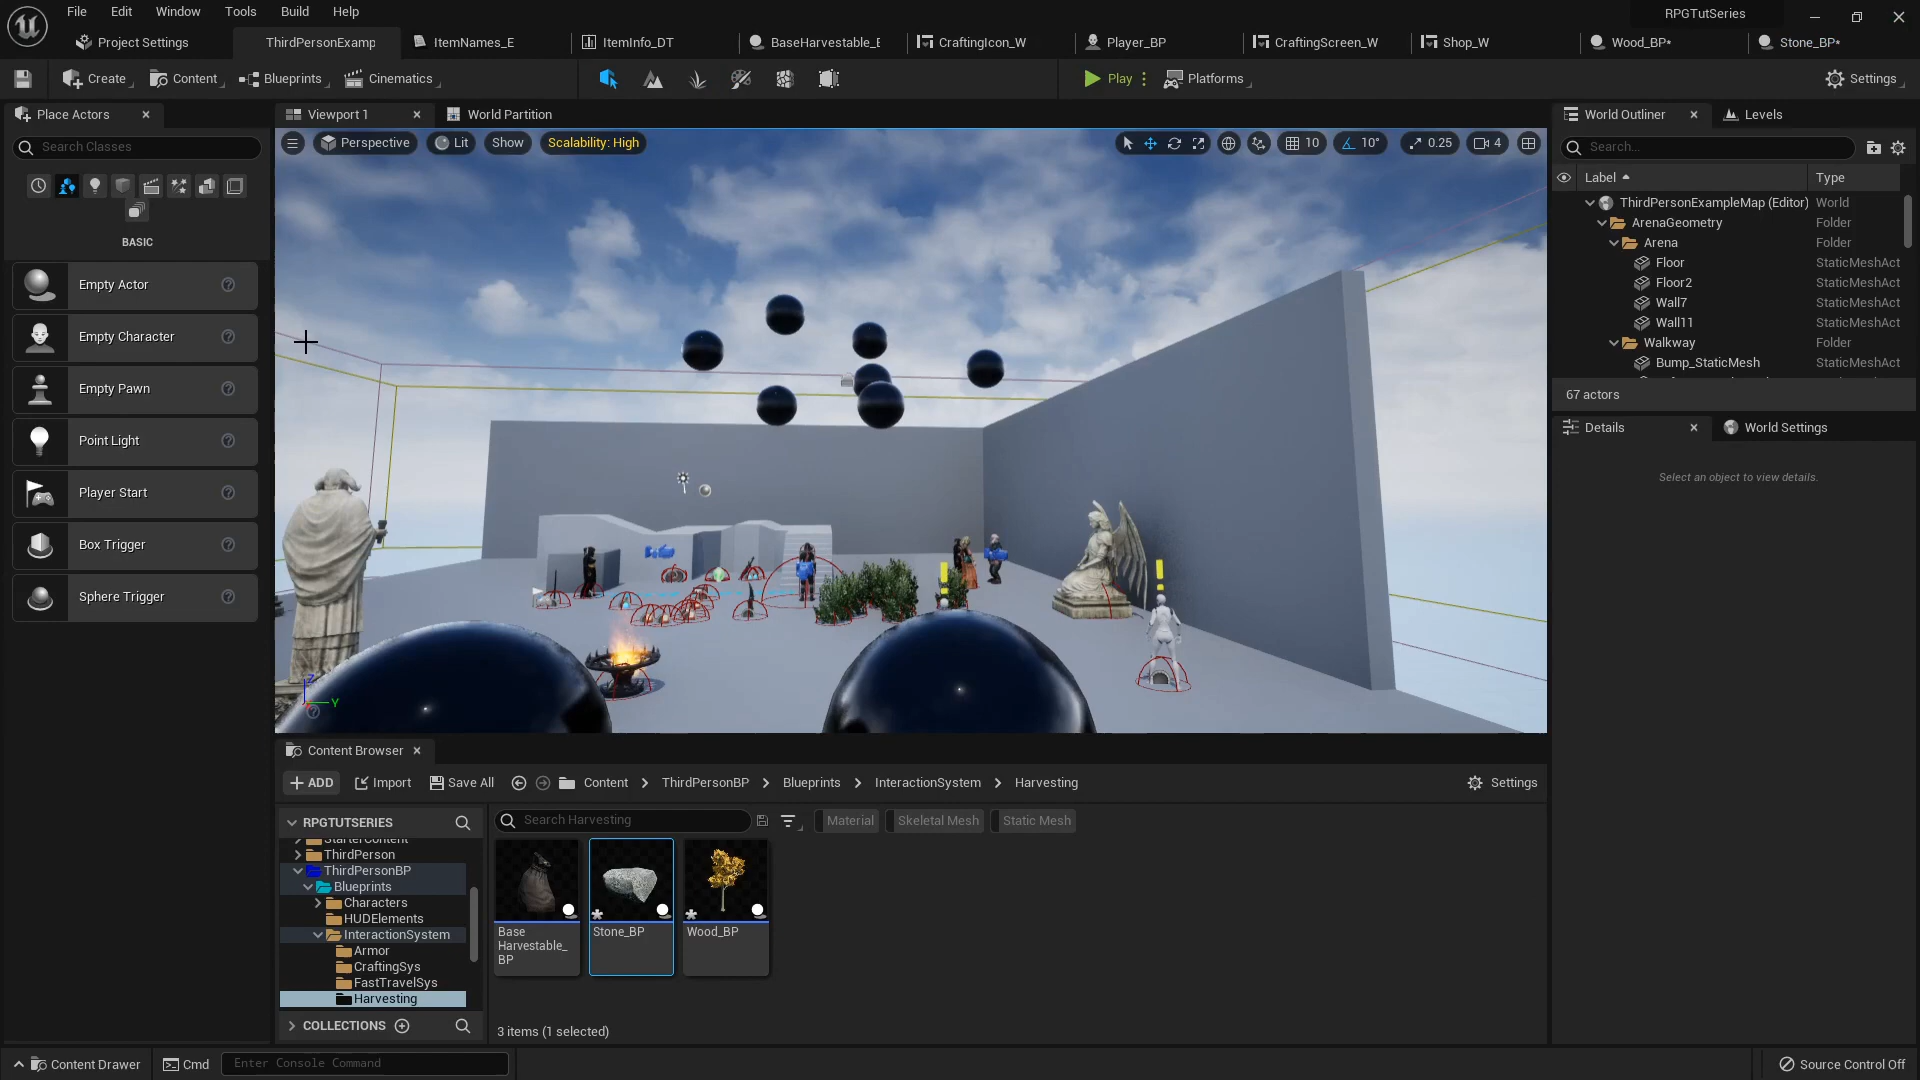 File Edit Window Tools Build Help
RPGTutSeries
Project Settings
ThirdPersonExamp
ItemNames_E
ItemInfo_DT
BaseHarvestable_E
CraftingIcon_W
Player_BP
CraftingScreen_W
Shop_W
Wood_BP*
Stone_BP*
Create
Content
Blueprints
Cinematics
Play
Platforms
Settings
Place Actors
Search Classes
BASIC
Empty Actor
Empty Character
Empty Pawn
Point Light
Player Start
Box Trigger
Sphere Trigger
Viewport 1
World Partition
Perspective
Lit
Show
Scalability: High
10
10°
0.25
4
Z
Y
World Outliner
Levels
Search...
Label
Type
ThirdPersonExampleMap (Editor) World
ArenaGeometry Folder
Arena Folder
Floor StaticMeshAct
Floor2 StaticMeshAct
Wall7 StaticMeshAct
Wall11 StaticMeshAct
Walkway Folder
Bump_StaticMesh StaticMeshAct
67 actors
Details
World Settings
Select an object to view details.
Content Browser
ADD
Import
Save All
Content
ThirdPersonBP
Blueprints
InteractionSystem
Harvesting
Settings
RPGTUTSERIES
StarterContent
ThirdPerson
ThirdPersonBP
Blueprints
Characters
HUDElements
InteractionSystem
Armor
CraftingSys
FastTravelSys
Harvesting
COLLECTIONS
Search Harvesting
Material
Skeletal Mesh
Static Mesh
Base
Harvestable_
BP
Stone_BP
Wood_BP
3 items (1 selected)
Content Drawer
Cmd
Enter Console Command
Source Control Off